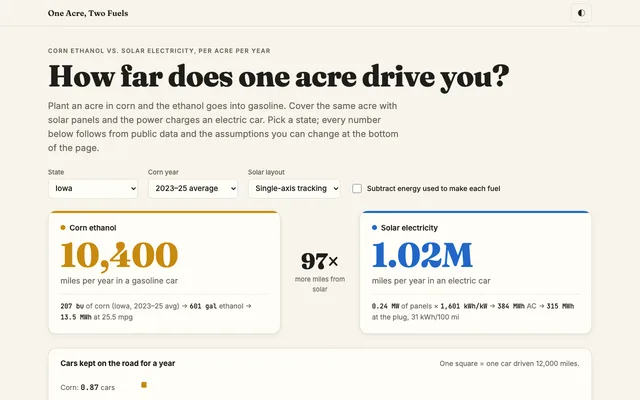 One Acre, Two Fuels
CORN ETHANOL VS. SOLAR ELECTRICITY, PER ACRE PER YEAR
How far does one acre drive you?
Plant an acre in corn and the ethanol goes into gasoline. Cover the same acre with
solar panels and the power charges an electric car. Pick a state; every number
below follows from public data and the assumptions you can change at the bottom
of the page.
State
Corn year
Solar layout
Iowa
2023–25 average
Single-axis tracking
Subtract energy used to make each fuel
Corn ethanol
10,400
miles per year in a gasoline car
207 bu of corn (Iowa, 2023–25 avg) → 601 gal ethanol →
13.5 MWh at 25.5 mpg
97×
more miles from
solar
Solar electricity
1.02M
miles per year in an electric car
0.24 MW of panels × 1,601 kWh/kW → 384 MWh AC → 315 MWh
at the plug, 31 kWh/100 mi
Cars kept on the road for a year
One square = one car driven 12,000 miles.
Corn: 0.87 cars